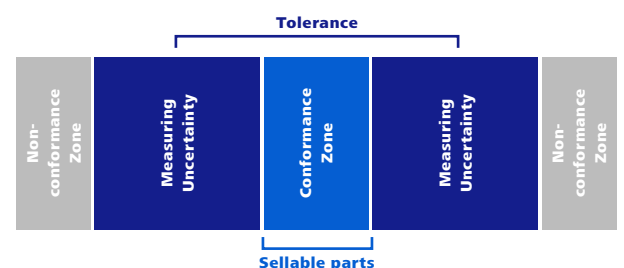 Tolerance
Non-
conformance
Zone
Measuring
Uncertainty
Conformance
Zone
Measuring
Uncertainty
Non-
conformance
Zone
Sellable parts